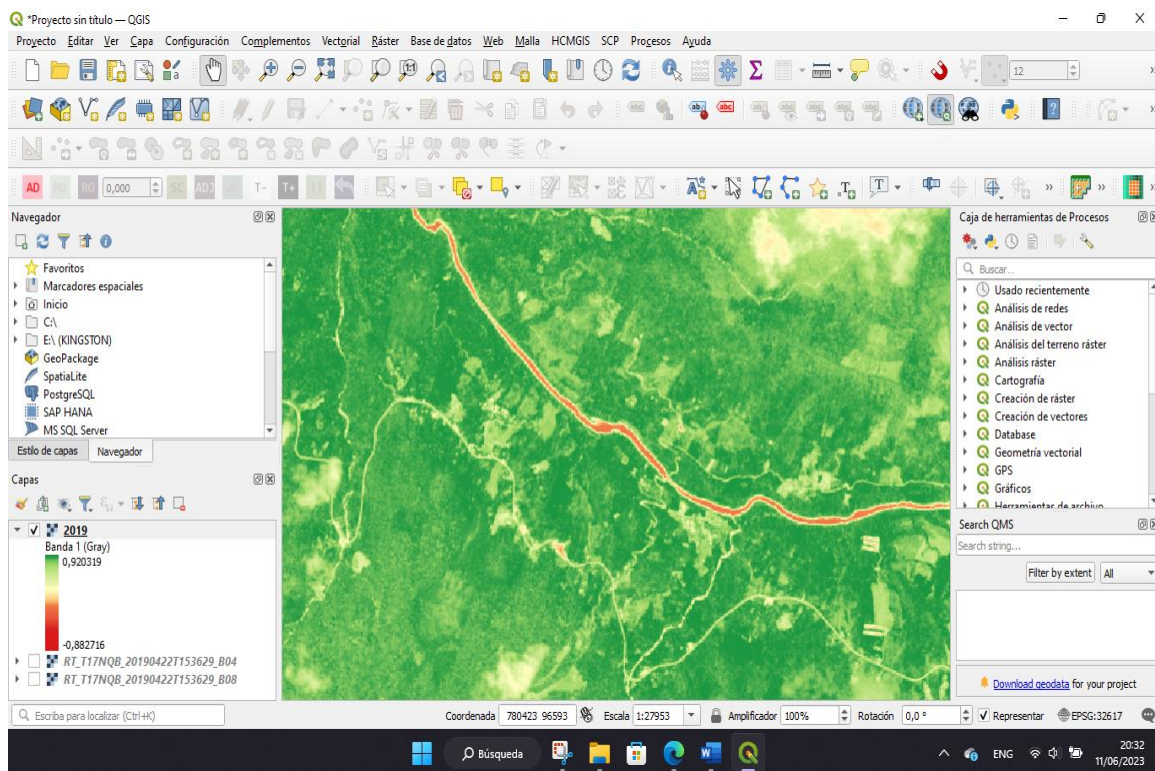 *Proyecto sin título — QGIS
Proyecto Editar Ver Capa Configuración Complementos Vectorial Ráster Base de datos Web Malla HCMGIS SCP Procesos Ayuda
12
AD RO 0,000 SC ADJ T- T+
Navegador
Favoritos
Marcadores espaciales
Inicio
C:\
E:\ (KINGSTON)
GeoPackage
SpatiaLite
PostgreSQL
SAP HANA
MS SQL Server
Estilo de capas Navegador
Capas
2019
Banda 1 (Gray)
0,920319
-0,882716
RT_T17NQB_20190422T153629_B04
RT_T17NQB_20190422T153629_B08
Caja de herramientas de Procesos
Buscar...
Usado recientemente
Análisis de redes
Análisis de vector
Análisis del terreno ráster
Análisis ráster
Cartografía
Creación de ráster
Creación de vectores
Database
Geometría vectorial
GPS
Gráficos
Herramientas de archivo
Search QMS
Search string...
Filter by extent All
Download geodata for your project
Escriba para localizar (Ctrl+K) Coordenada 780423 96593 Escala 1:27953 Amplificador 100% Rotación 0,0 ° Representar EPSG:32617
Búsqueda ENG 20:32
11/06/2023